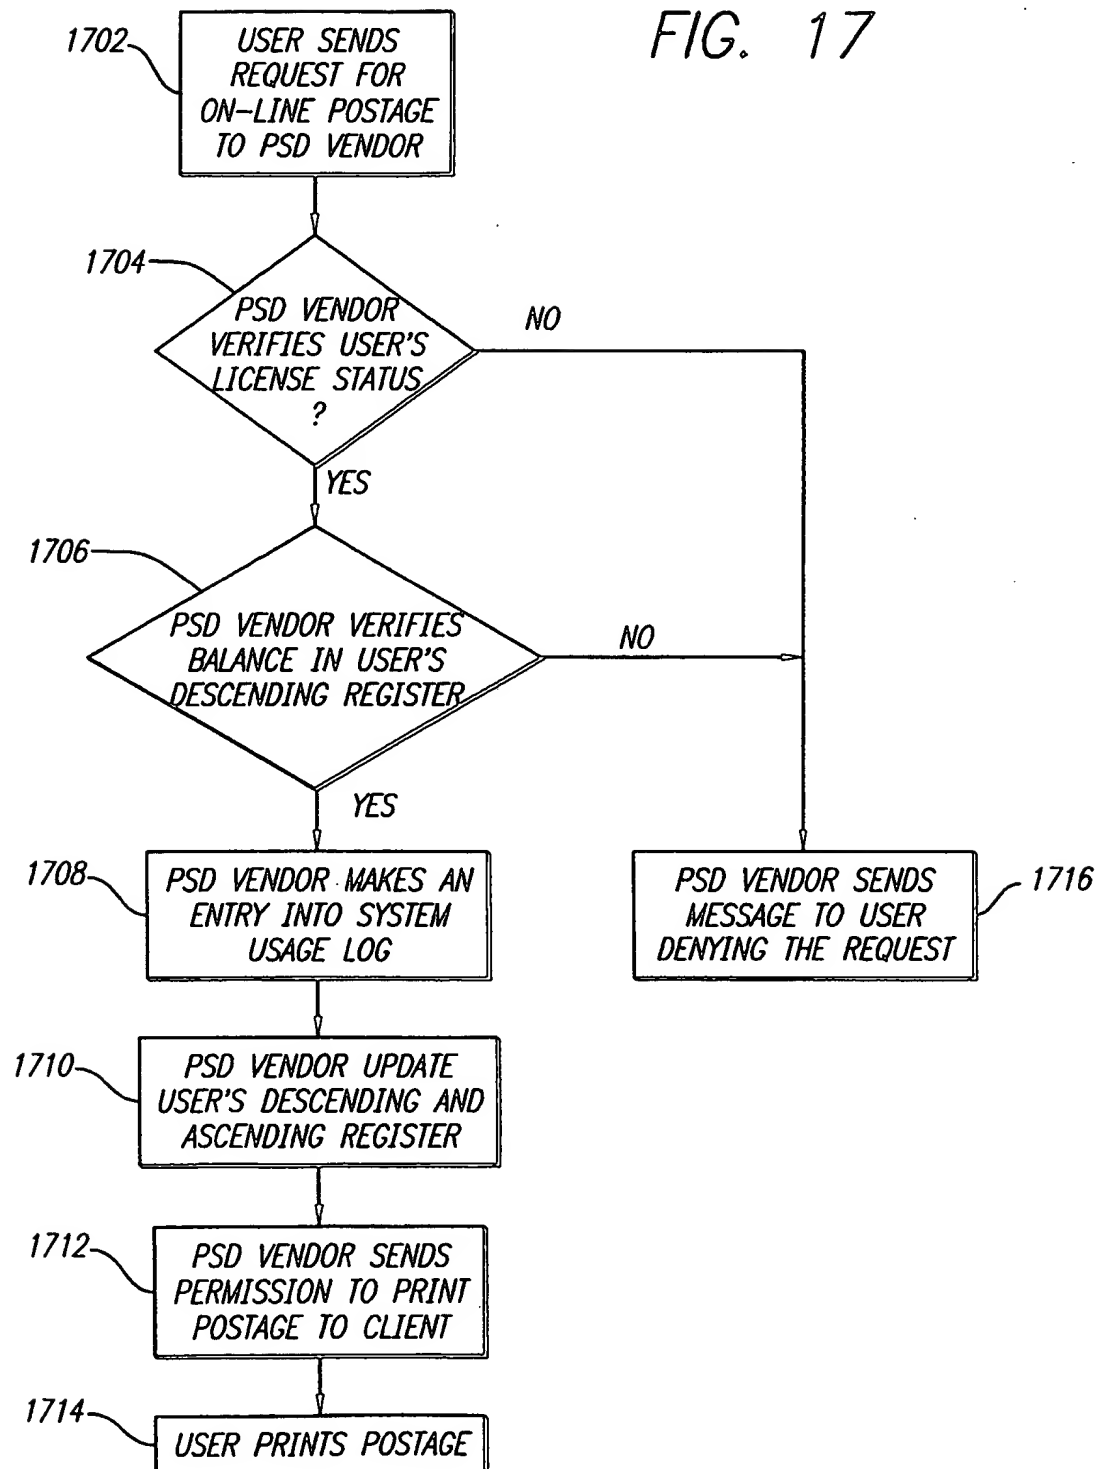 FIG. 17
1702
USER SENDS
REQUEST FOR
ON-LINE POSTAGE
TO PSD VENDOR
1704
PSD VENDOR
VERIFIES USER'S
LICENSE STATUS
?
NO
YES
1706
PSD VENDOR VERIFIES
BALANCE IN USER'S
DESCENDING REGISTER
NO
YES
1708
PSD VENDOR MAKES AN
ENTRY INTO SYSTEM
USAGE LOG
PSD VENDOR SENDS
MESSAGE TO USER
DENYING THE REQUEST
1716
1710
PSD VENDOR UPDATE
USER'S DESCENDING AND
ASCENDING REGISTER
1712
PSD VENDOR SENDS
PERMISSION TO PRINT
POSTAGE TO CLIENT
1714
USER PRINTS POSTAGE